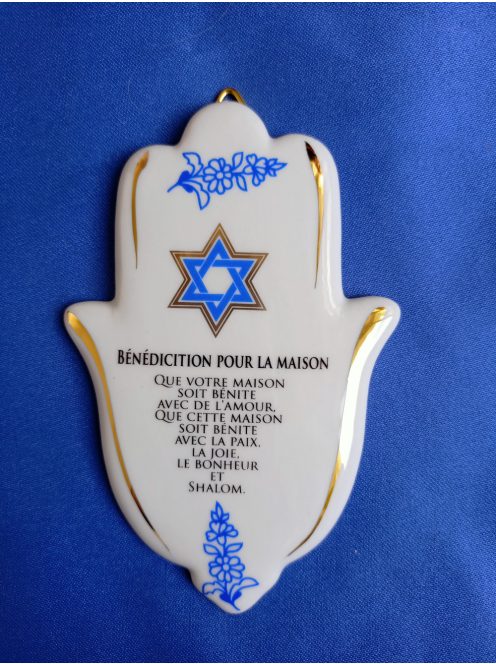 BÉNÉDICITION POUR LA MAISON
QUE VOTRE MAISON
SOIT BÉNITE
AVEC DE L'AMOUR,
QUE CETTE MAISON
SOIT BÉNITE
AVEC LA PAIX.
LA JOIE,
LE BONHEUR
ET
SHALOM.